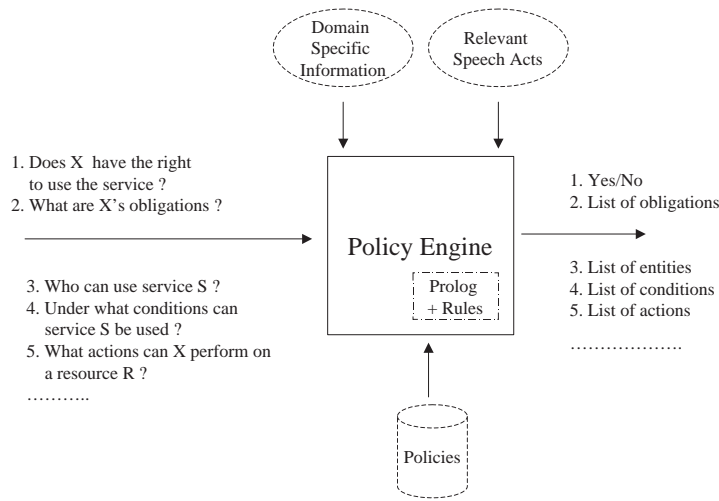 Domain
Specific
Information
Relevant
Speech Acts
1. Does X have the right
to use the service ?
2. What are X's obligations ?
3. Who can use service S ?
4. Under what conditions can
service S be used ?
5. What actions can X perform on
a resource R ?
………..
Policy Engine
Prolog
+ Rules
1. Yes/No
2. List of obligations
3. List of entities
4. List of conditions
5. List of actions
……………….
Policies